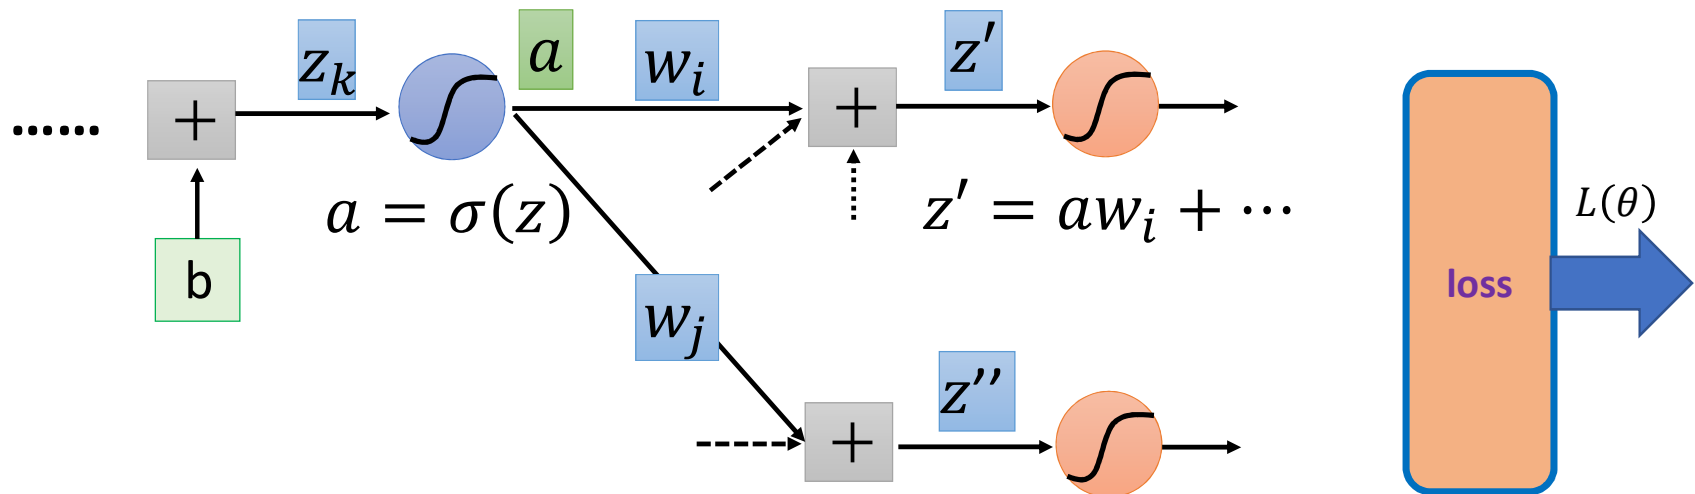 z_k
a
w_i
z′
+
+
……
a = σ(z)
z′ = aw_i + ⋯
L(θ)
b
loss
w_j
z′′
+